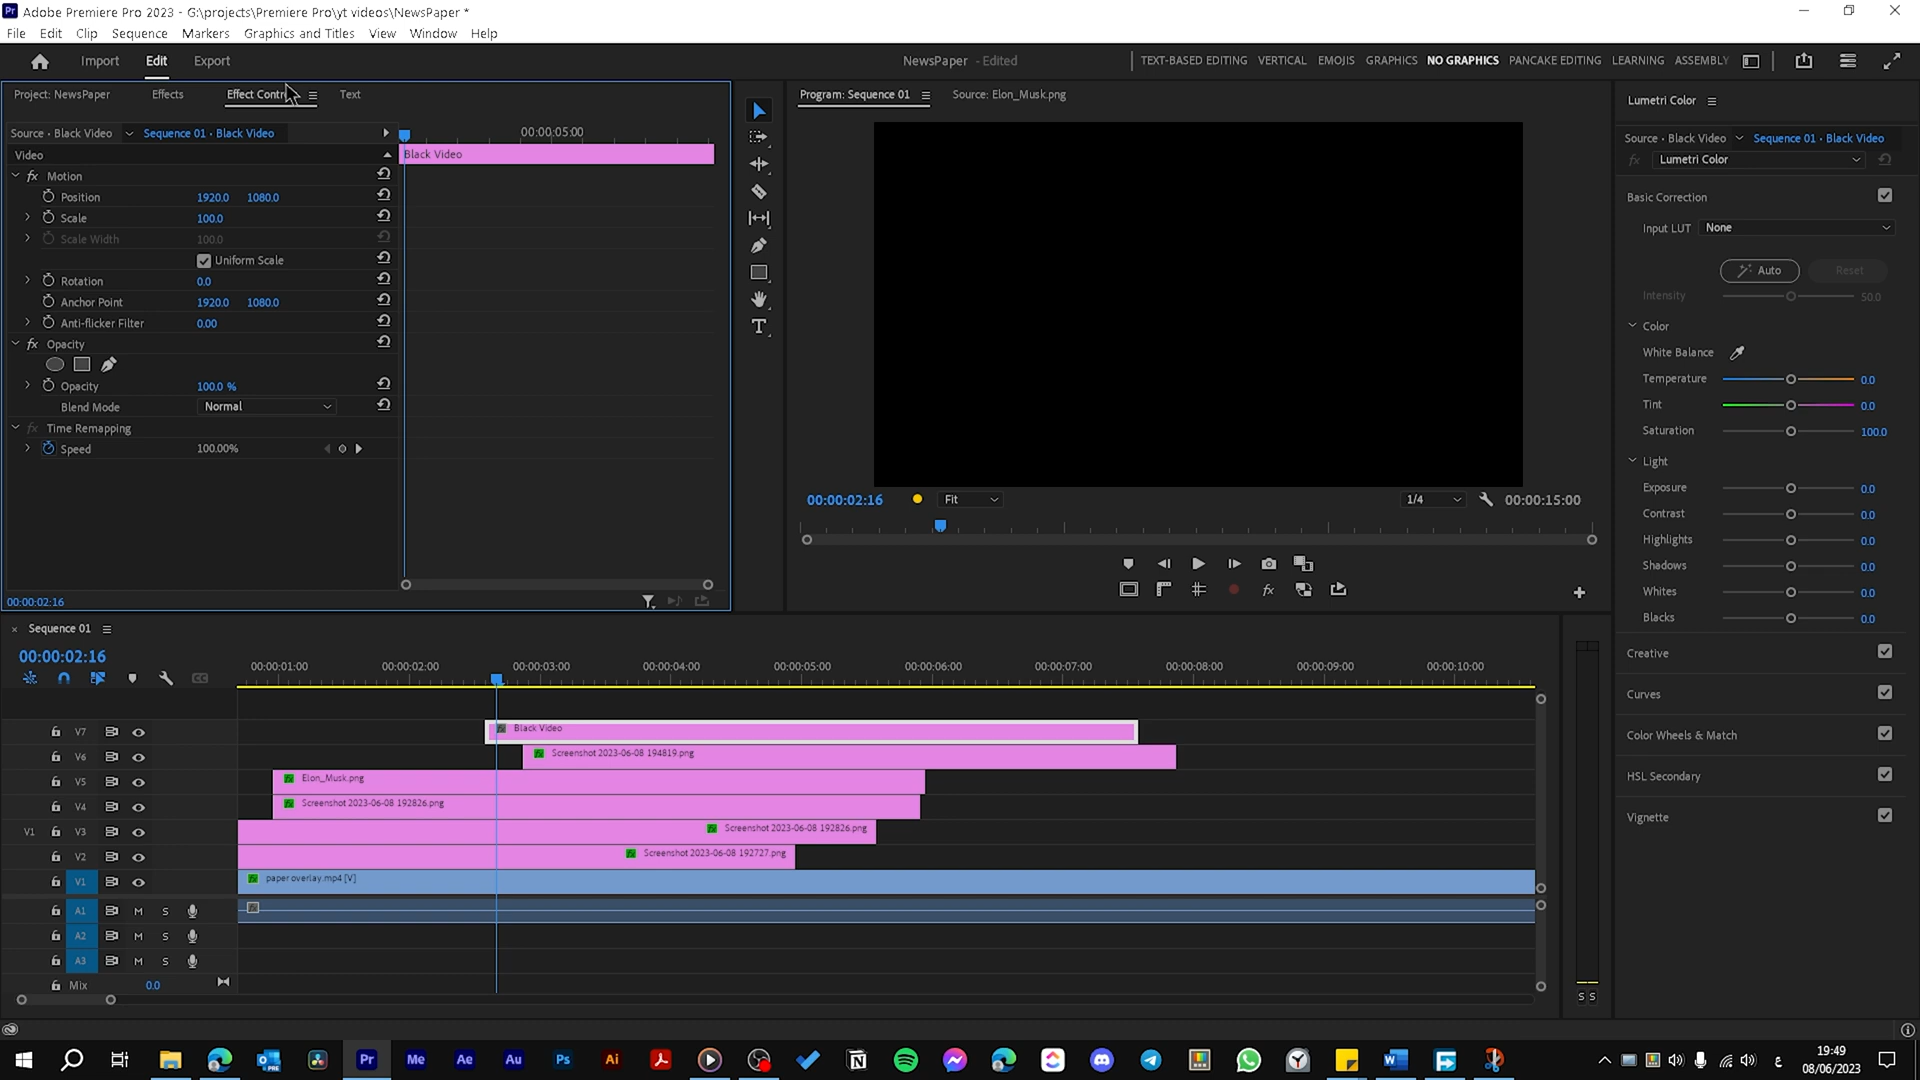 Adobe Premiere Pro 2023 - G:\projects\Premiere Pro\yt videos\NewsPaper *
File Edit Clip Sequence Markers Graphics and Titles View Window Help
Import Edit Export
NewsPaper - Edited
TEXT-BASED EDITING VERTICAL EMOJIS GRAPHICS NO GRAPHICS PANCAKE EDITING LEARNING ASSEMBLY
Project: NewsPaper Effects Effect Contr Text
Source · Black Video Sequence 01 · Black Video
00:00:05:00
Video
Black Video
fx Motion
Position 1920.0 1080.0
Scale 100.0
Scale Width 100.0
Uniform Scale
Rotation 0.0
Anchor Point 1920.0 1080.0
Anti-flicker Filter 0.00
fx Opacity
Opacity 100.0 %
Blend Mode Normal
fx Time Remapping
Speed 100.00%
00:00:02:16
Program: Sequence 01 Source: Elon_Musk.png
00:00:02:16 Fit 1/4 00:00:15:00
fx
Lumetri Color
Source · Black Video Sequence 01 · Black Video
fx Lumetri Color
Basic Correction
Input LUT None
Auto Reset
Intensity 50.0
Color
White Balance
Temperature 0.0
Tint 0.0
Saturation 100.0
Light
Exposure 0.0
Contrast 0.0
Highlights 0.0
Shadows 0.0
Whites 0.0
Blacks 0.0
Creative
Curves
Color Wheels & Match
HSL Secondary
Vignette
× Sequence 01
00:00:02:16
00:00:01:00 00:00:02:00 00:00:03:00 00:00:04:00 00:00:05:00 00:00:06:00 00:00:07:00 00:00:08:00 00:00:09:00 00:00:10:00
V7 Black Video
V6 Screenshot 2023-06-08 194819.png
V5 Elon_Musk.png
V4 Screenshot 2023-06-08 192826.png
V1 V3 Screenshot 2023-06-08 192826.png
V2 Screenshot 2023-06-08 192727.png
V1 paper overlay.mp4 [V]
A1 M S
A2 M S
A3 M S
Mix 0.0
S S
Pr Me Ae Au Ps Ai
ع
19:49
08/06/2023